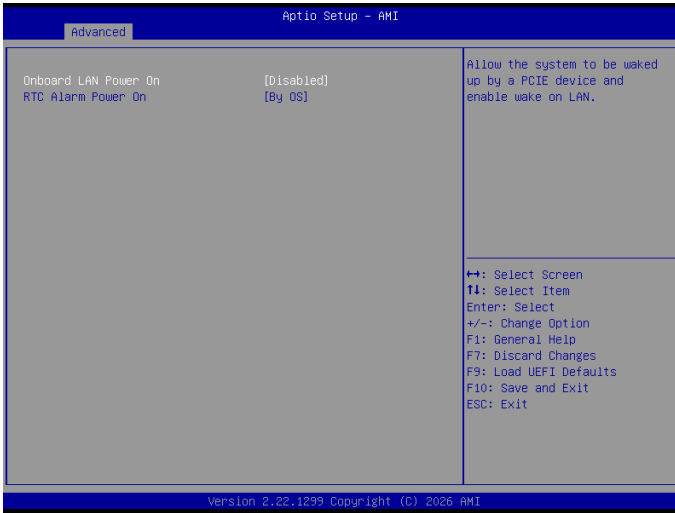 Aptio Setup - AMI
Advanced
Onboard LAN Power On [Disabled]
RTC Alarm Power On [By OS]
Allow the system to be waked
up by a PCIE device and
enable wake on LAN.
↔: Select Screen
↑↓: Select Item
Enter: Select
+/-: Change Option
F1: General Help
F7: Discard Changes
F9: Load UEFI Defaults
F10: Save and Exit
ESC: Exit
Version 2.22.1299 Copyright (C) 2026 AMI